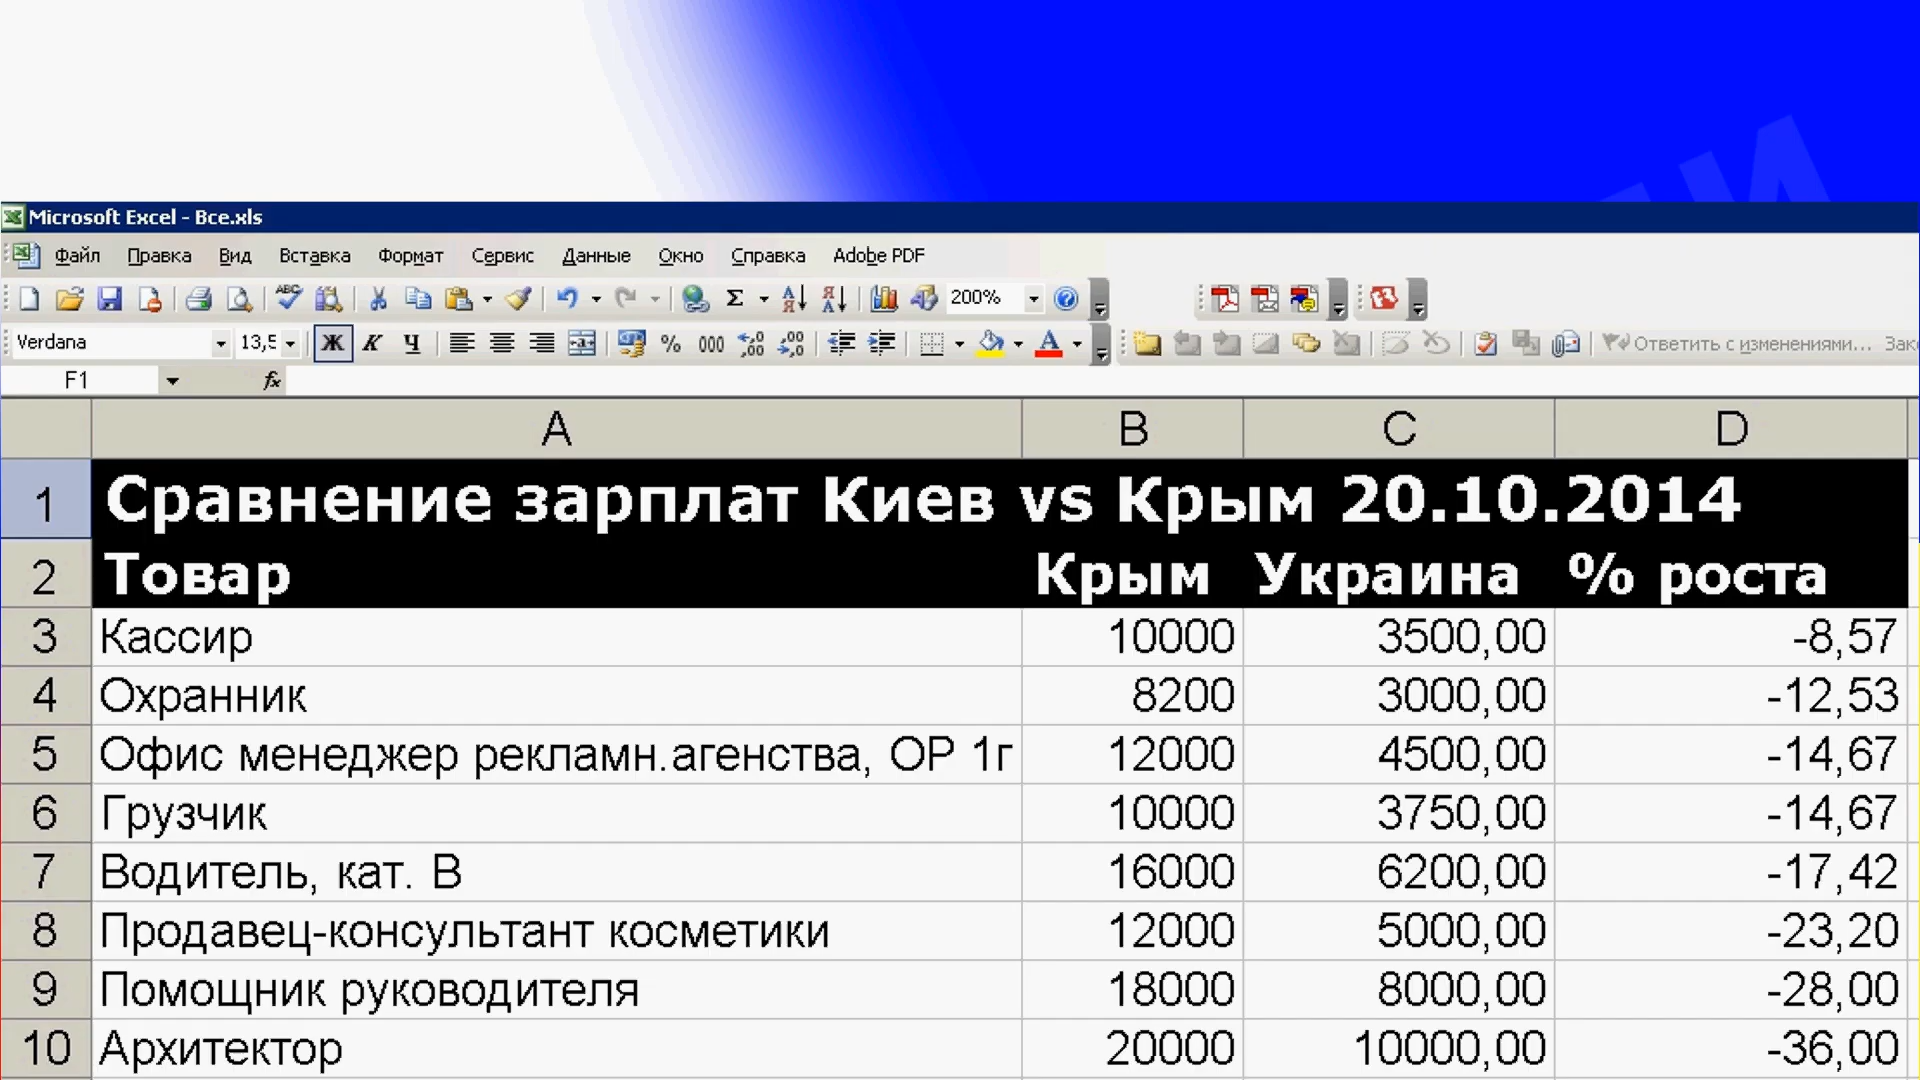 Microsoft Excel - Все.xls
Файл Правка Вид Вставка Формат Сервис Данные Окно Справка Adobe PDF
200%
Verdana 13,5 Ж К Ч % 000 Ответить с изменениями...
F1 fx
A B C D
1 Сравнение зарплат Киев vs Крым 20.10.2014
2 Товар Крым Украина % роста
3 Кассир 10000 3500,00 -8,57
4 Охранник 8200 3000,00 -12,53
5 Офис менеджер рекламн.агенства, ОР 1г 12000 4500,00 -14,67
6 Грузчик 10000 3750,00 -14,67
7 Водитель, кат. В 16000 6200,00 -17,42
8 Продавец-консультант косметики 12000 5000,00 -23,20
9 Помощник руководителя 18000 8000,00 -28,00
10 Архитектор 20000 10000,00 -36,00